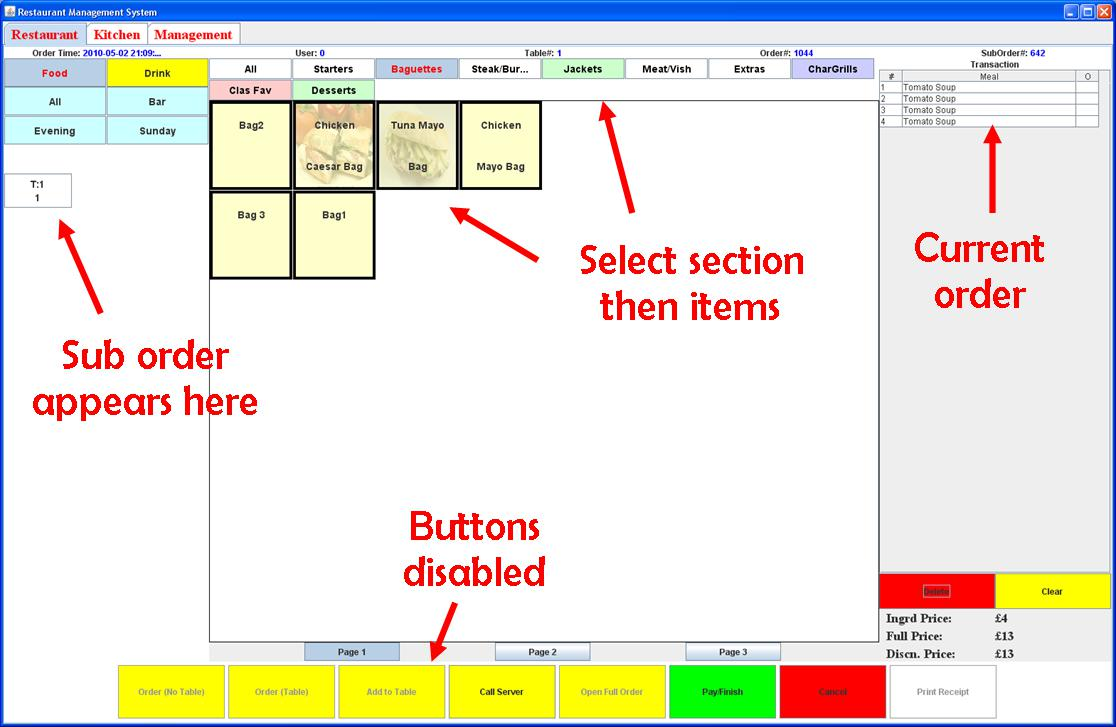 Restaurant Management System
Restaurant Kitchen Management
Order Time: 2010-05-02 21:09:... User: 0 Table#: 1 Order#: 1044 SubOrder#: 642
Food Drink
All Bar
Evening Sunday
All Starters Baguettes Steak/Bur... Jackets Meat/Vish Extras CharGrills
Clas Fav Desserts
Transaction
# Meal O
1 Tomato Soup
2 Tomato Soup
3 Tomato Soup
4 Tomato Soup
T:1
1
Bag2
Chicken
Caesar Bag
Tuna Mayo
Bag
Chicken
Mayo Bag
Bag 3
Bag1
Select section
then items
Current
order
Sub order
appears here
Buttons
disabled
Delete Clear
Ingrd Price: £4
Full Price: £13
Discn. Price: £13
Page 1 Page 2 Page 3
Order (No Table) Order (Table) Add to Table Call Server Open Full Order Pay/Finish Cancel Print Receipt